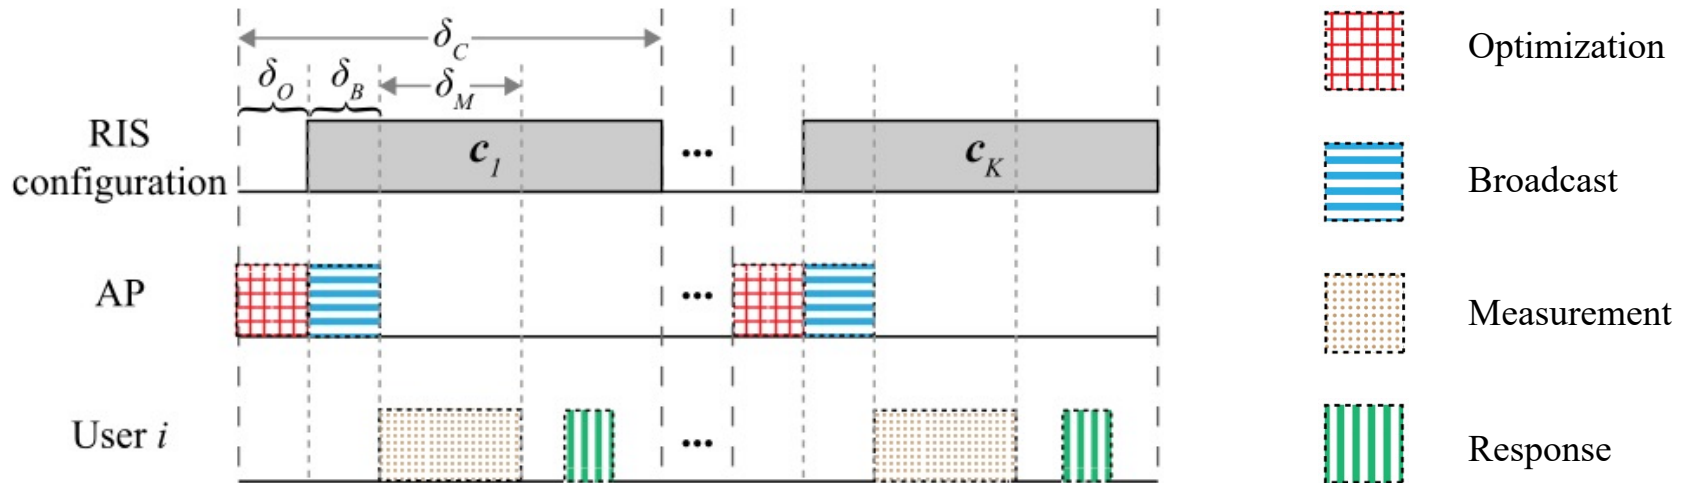 δ_C
δ_O δ_B δ_M
RIS
configuration
c_1 ... c_K
AP ...
User i ...
Optimization
Broadcast
Measurement
Response